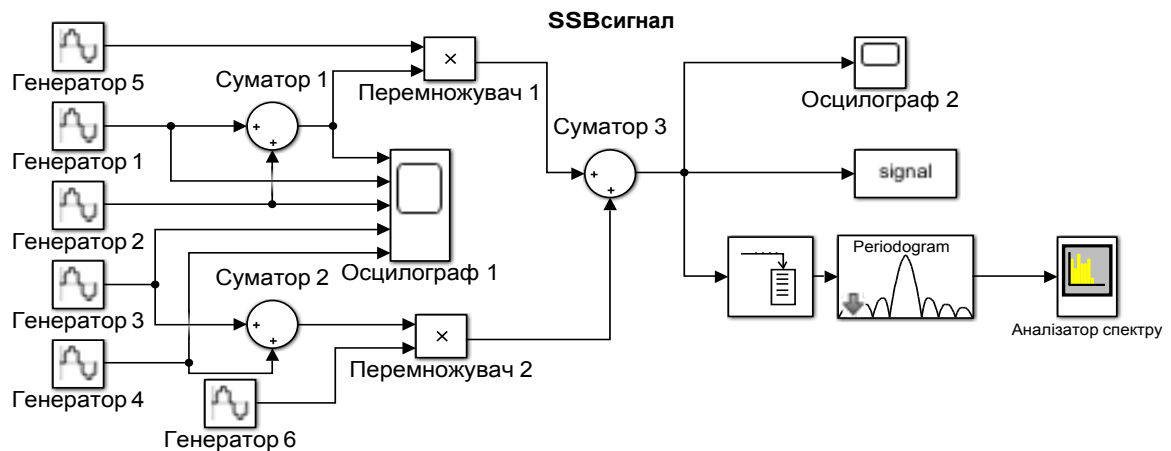 SSBсигнал
Генератор 5
Суматор 1
×
Перемножувач 1
Осцилограф 2
Генератор 1
Суматор 3
signal
Генератор 2
Осцилограф 1
Суматор 2
Periodogram
Генератор 3
×
Перемножувач 2
Аналізатор спектру
Генератор 4
Генератор 6
+
+
+
+
+
+